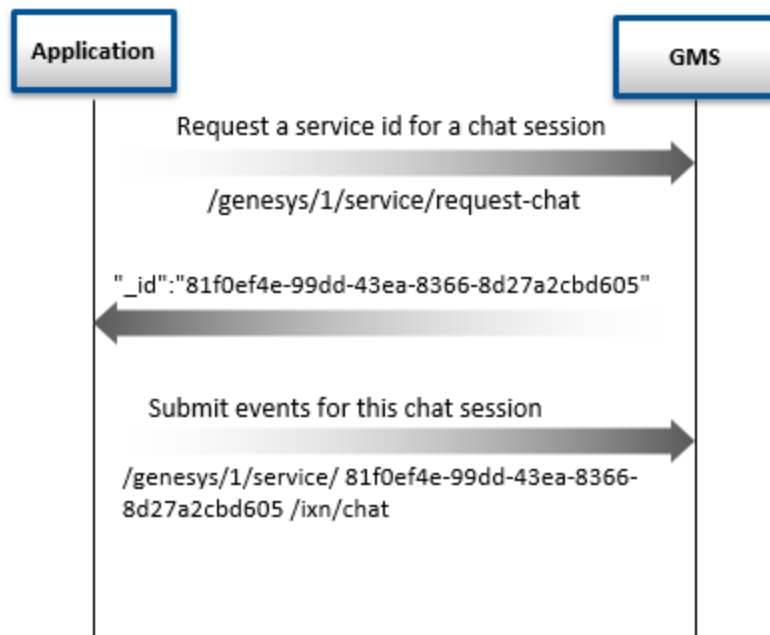 Application
GMS
Request a service id for a chat session
/genesys/1/service/request-chat
"_id":"81f0ef4e-99dd-43ea-8366-8d27a2cbd605"
Submit events for this chat session
/genesys/1/service/ 81f0ef4e-99dd-43ea-8366-
8d27a2cbd605 /ixn/chat